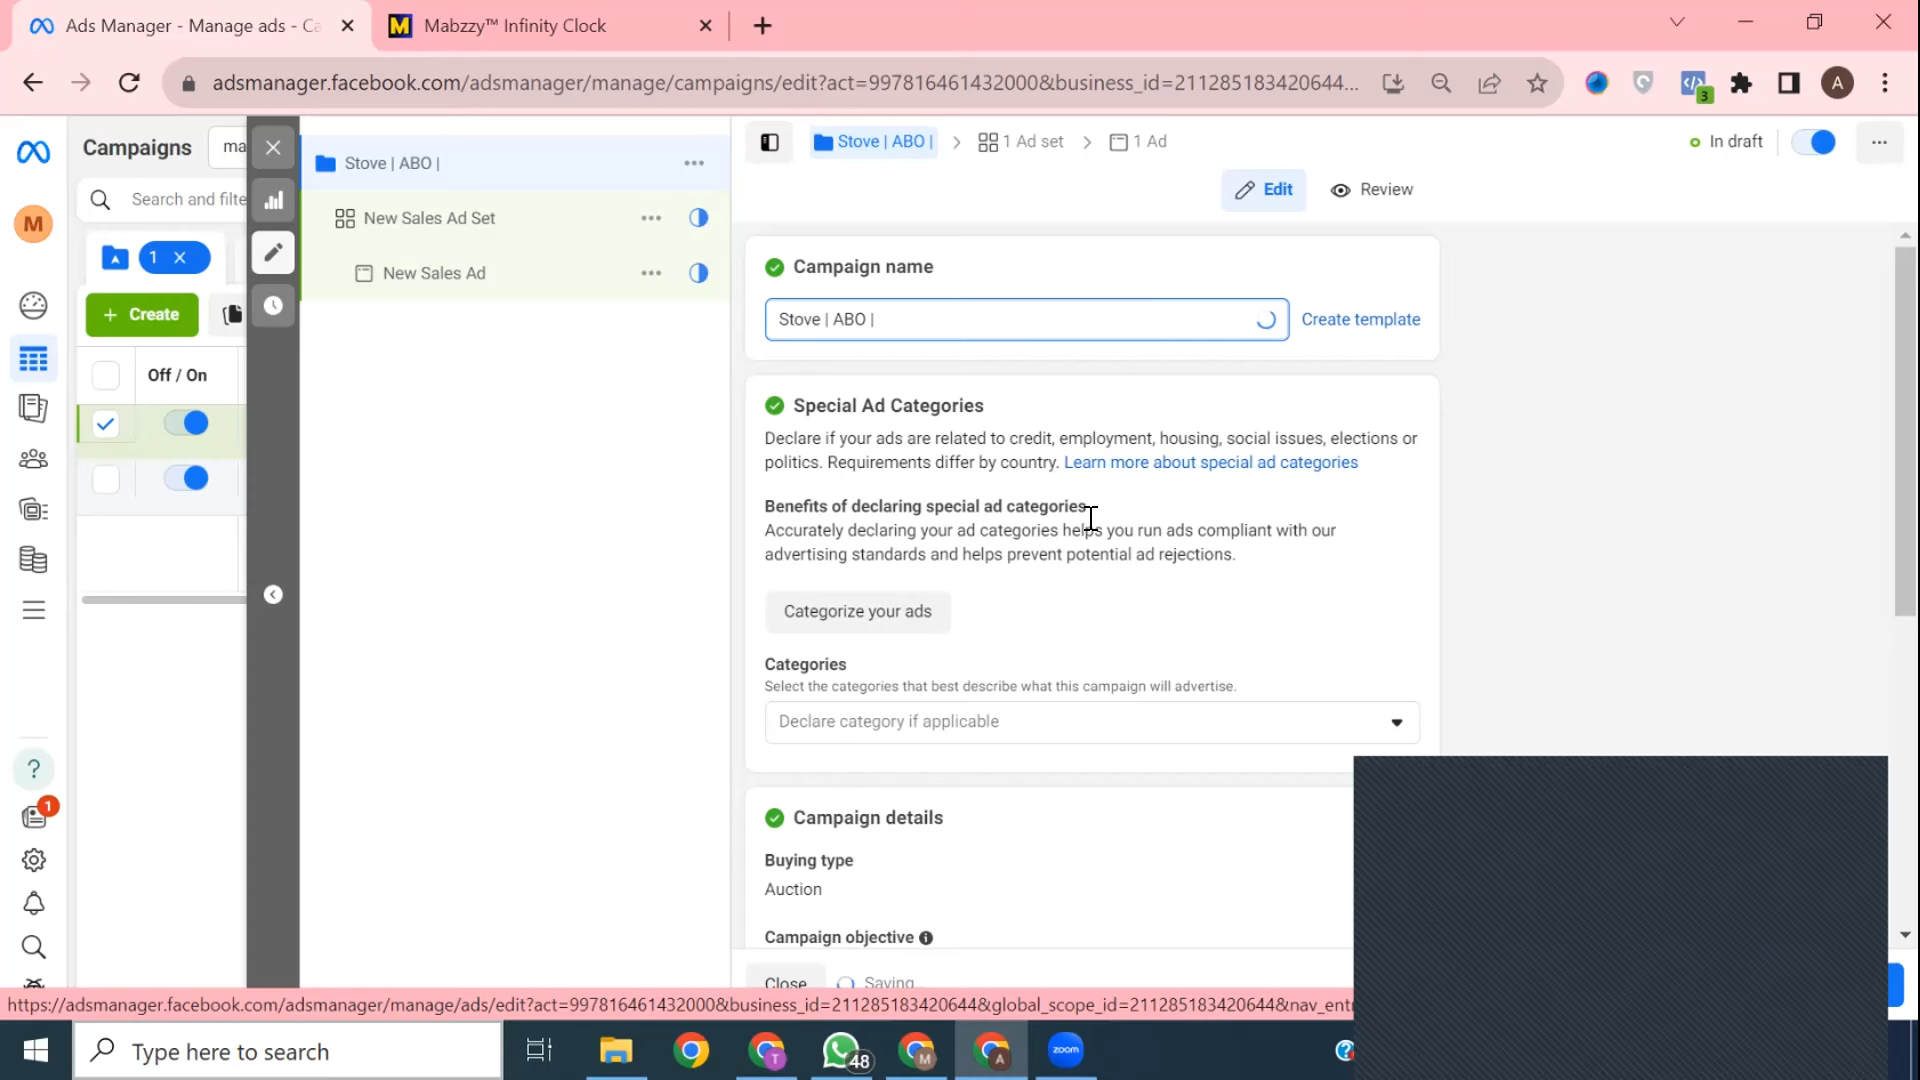 Ads Manager - Manage ads - Ca
Mabzzy™ Infinity Clock
adsmanager.facebook.com/adsmanager/manage/campaigns/edit?act=997816461432000&business_id=211285183420644...
3
A
Campaigns
ma
Stove | ABO |
Stove | ABO |
1 Ad set
1 Ad
In draft
Edit
Review
Search and filte
M
New Sales Ad Set
New Sales Ad
1
Create
Off / On
Campaign name
Stove | ABO |
Create template
Special Ad Categories
Declare if your ads are related to credit, employment, housing, social issues, elections or
politics. Requirements differ by country. Learn more about special ad categories
Benefits of declaring special ad categories
Accurately declaring your ad categories helps you run ads compliant with our
advertising standards and helps prevent potential ad rejections.
Categorize your ads
Categories
Select the categories that best describe what this campaign will advertise.
Declare category if applicable
1
Campaign details
Buying type
Auction
Campaign objective
Close
Saving...
https://adsmanager.facebook.com/adsmanager/manage/ads/edit?act=997816461432000&business_id=211285183420644&global_scope_id=211285183420644&nav_entr
Type here to search
T
48
M
A
zoom